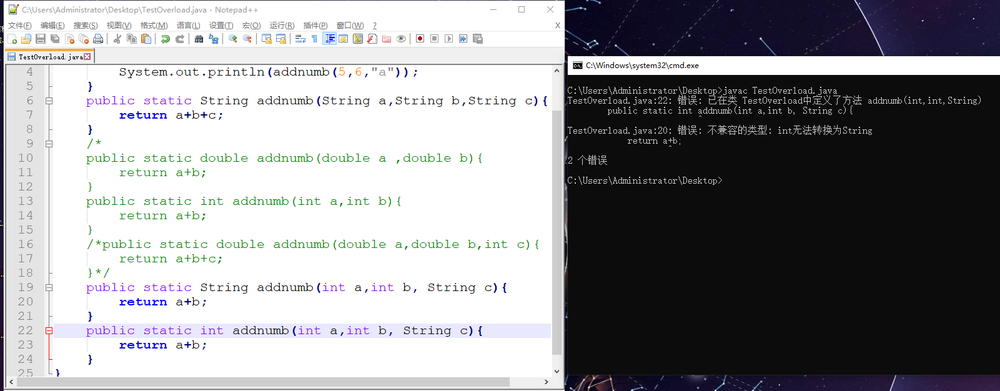 C:\Users\Administrator\Desktop\TestOverload.java - Notepad++
文件(F) 编辑(E) 搜索(S) 视图(V) 格式(M) 语言(L) 设置(T) 宏(O) 运行(R) 插件(P) 窗口(W) ? X
TestOverload.java
4 System.out.println(addnumb(5,6,"a"));
5 }
6 public static String addnumb(String a,String b,String c){
7 return a+b+c;
8 }
9 /*
10 public static double addnumb(double a ,double b){
11 return a+b;
12 }
13 public static int addnumb(int a,int b){
14 return a+b;
15 }
16 /*public static double addnumb(double a,double b,int c){
17 return a+b+c;
18 }*/
19 public static String addnumb(int a,int b, String c){
20 return a+b;
21 }
22 public static int addnumb(int a,int b, String c){
23 return a+b;
24 }
25 }
C:\Windows\system32\cmd.exe
C:\Users\Administrator\Desktop>javac TestOverload.java
TestOverload.java:22: 错误: 已在类 TestOverload中定义了方法 addnumb(int,int,String)
public static int addnumb(int a,int b, String c){
^
TestOverload.java:20: 错误: 不兼容的类型: int无法转换为String
return a+b;
^
2 个错误
C:\Users\Administrator\Desktop>